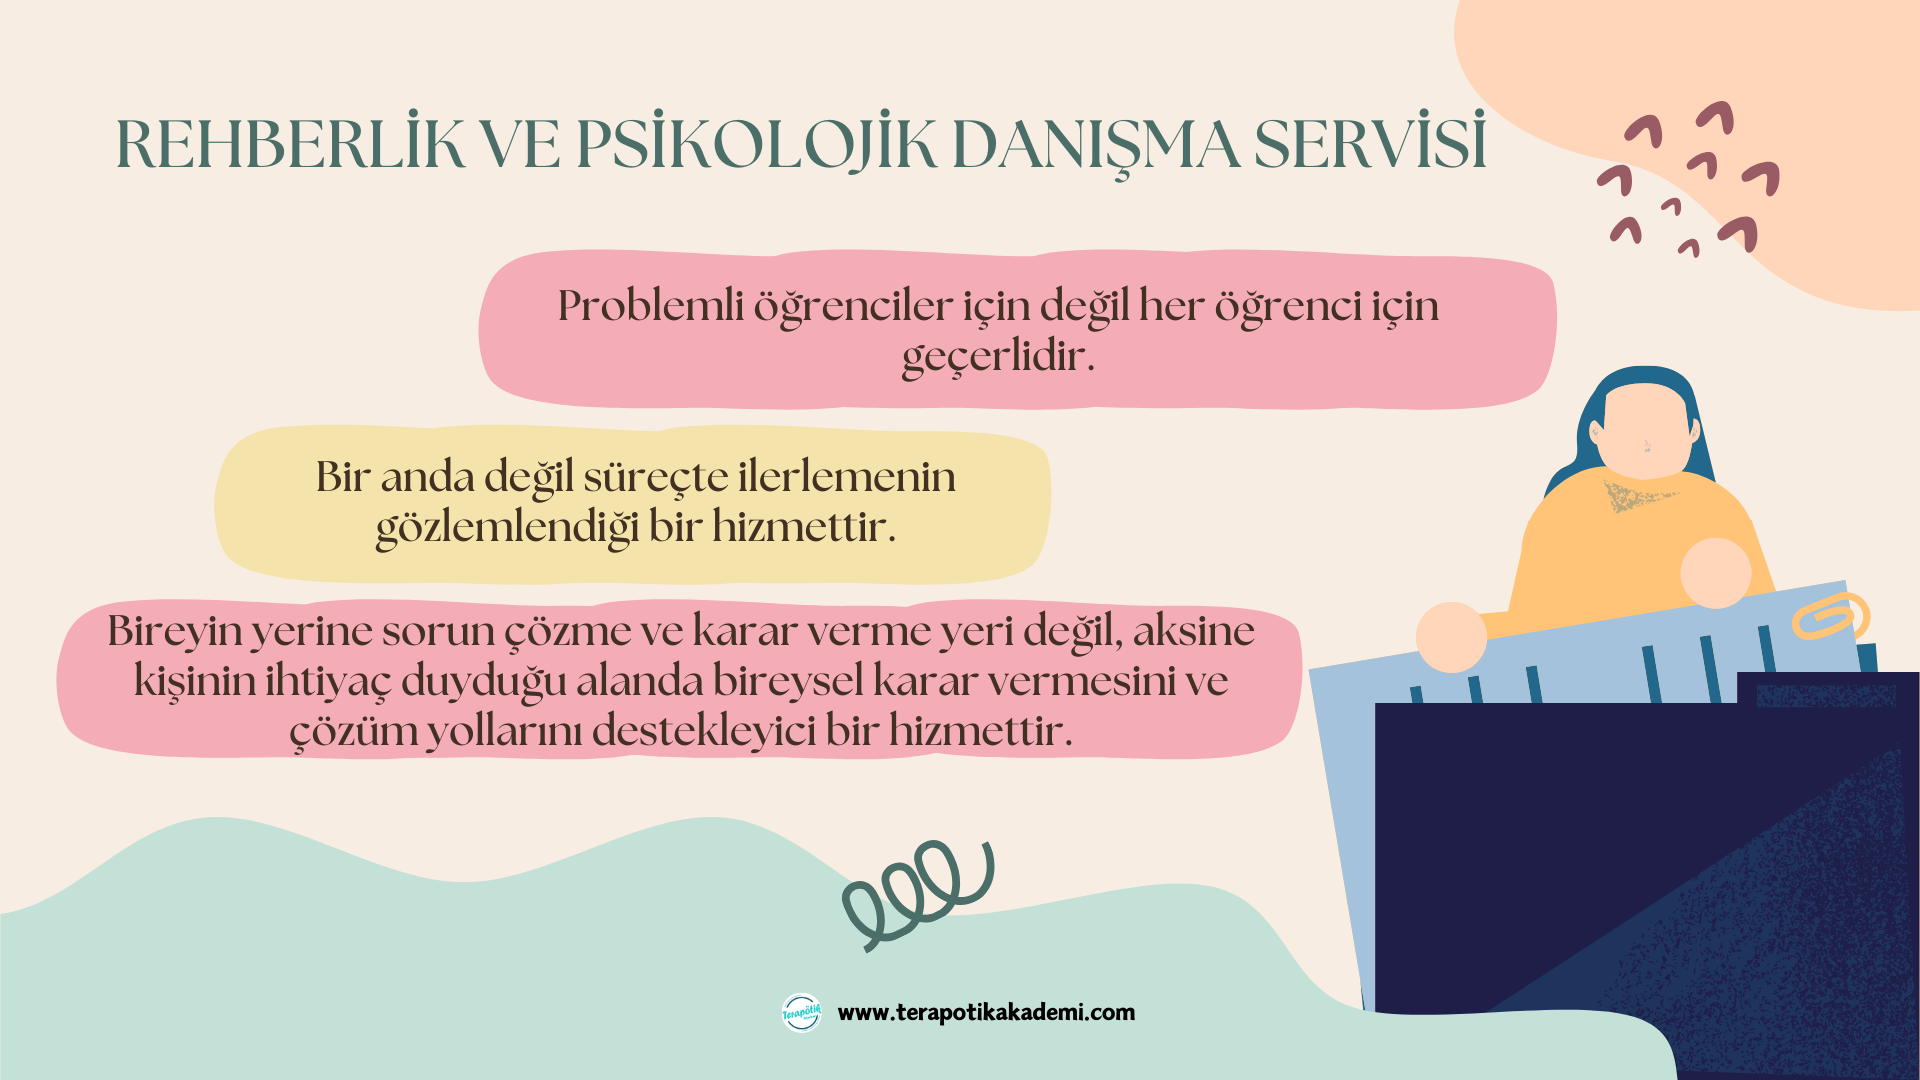 REHBERLİK VE PSİKOLOJİK DANIŞMA SERVİSİ
Problemli öğrenciler için değil her öğrenci için
geçerlidir.
Bir anda değil süreçte ilerlemenin
gözlemlendiği bir hizmettir.
Bireyin yerine sorun çözme ve karar verme yeri değil, aksine
kişinin ihtiyaç duyduğu alanda bireysel karar vermesini ve
çözüm yollarını destekleyici bir hizmettir.
Terapötik
www.terapotikakademi.com